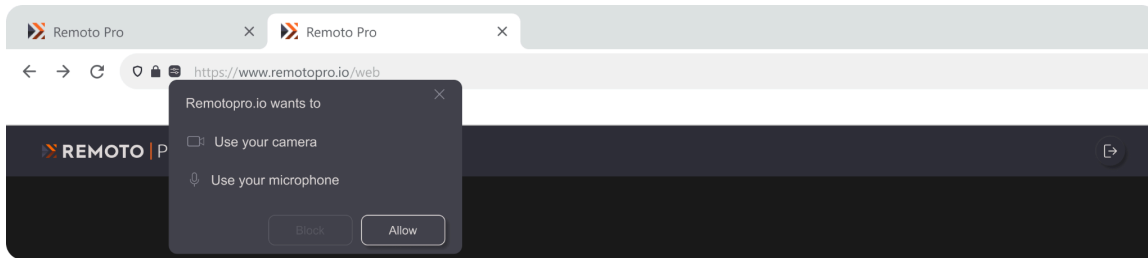 Remoto Pro
Remoto Pro
https://www.remotopro.io/web
Remotopro.io wants to
Use your camera
REMOTO | P
Use your microphone
Block Allow